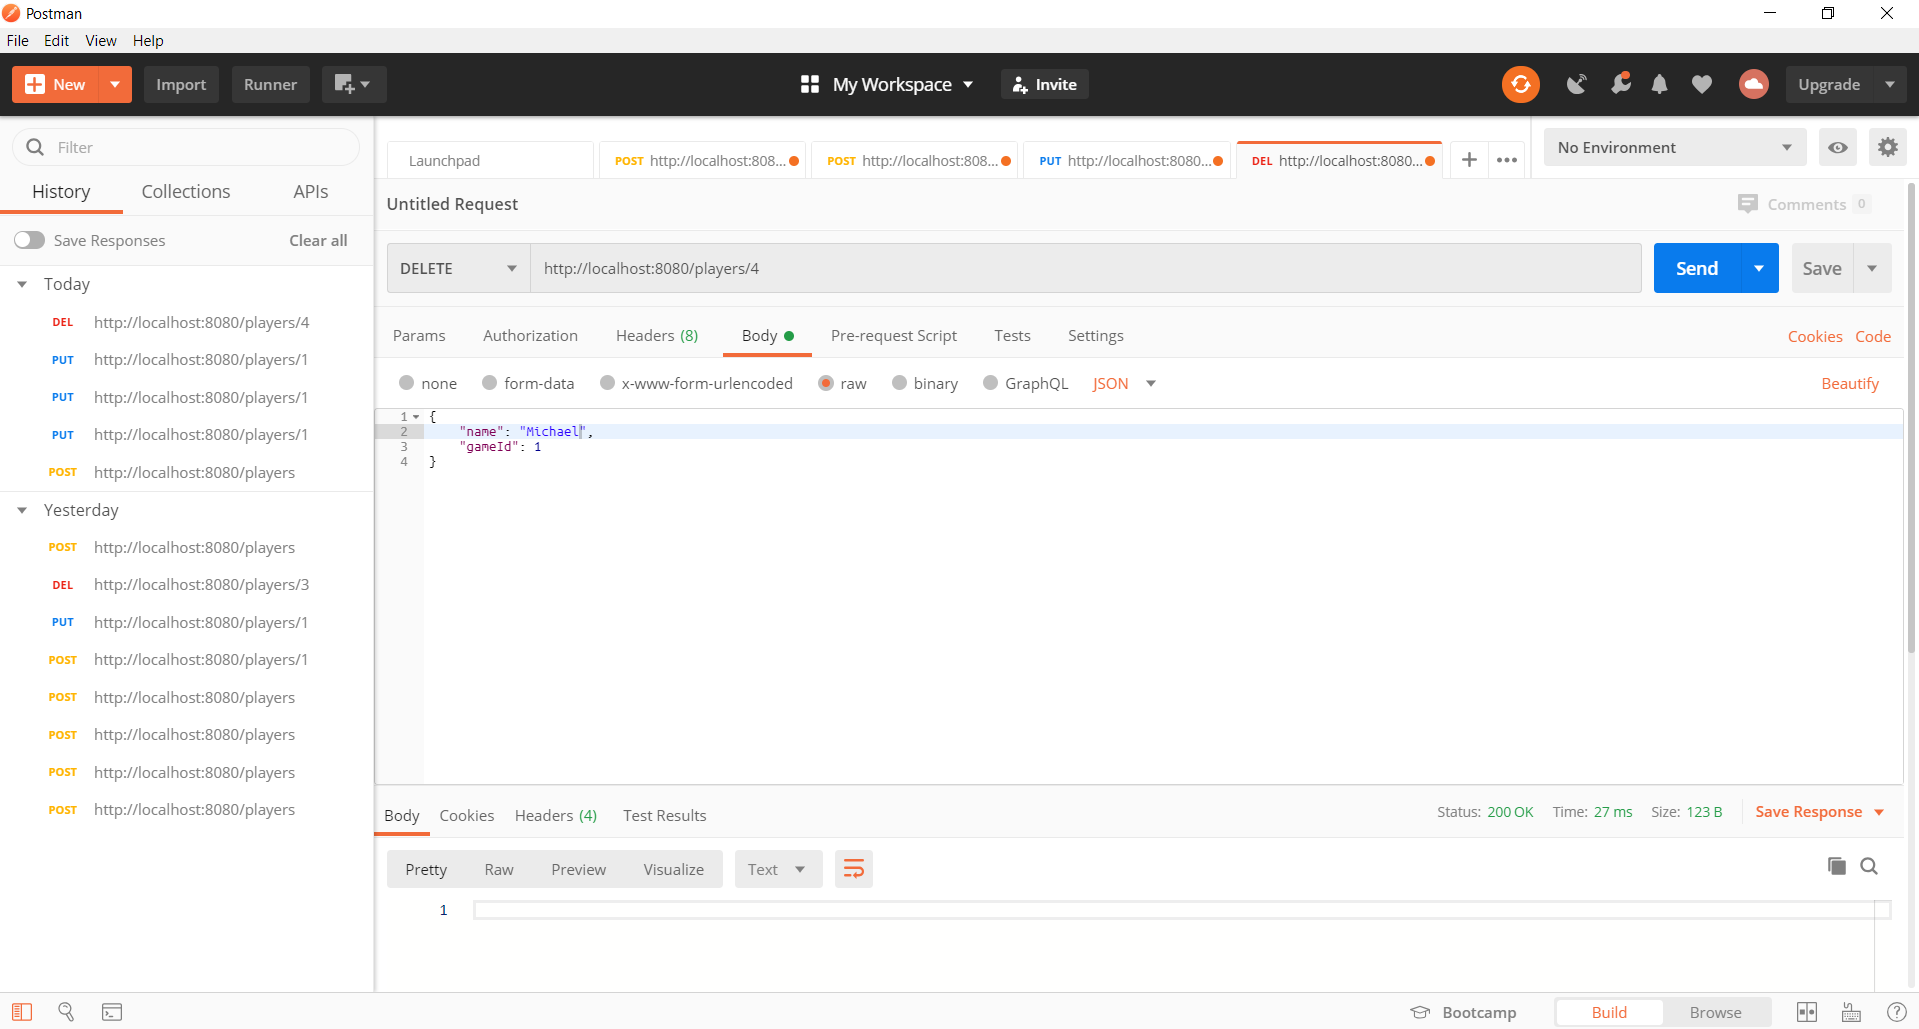 Postman
File Edit View Help
New Import Runner My Workspace Invite Upgrade
Filter
History Collections APIs
Save Responses Clear all
Today
DEL http://localhost:8080/players/4
PUT http://localhost:8080/players/1
PUT http://localhost:8080/players/1
PUT http://localhost:8080/players/1
POST http://localhost:8080/players
Yesterday
POST http://localhost:8080/players
DEL http://localhost:8080/players/3
PUT http://localhost:8080/players/1
POST http://localhost:8080/players/1
POST http://localhost:8080/players
POST http://localhost:8080/players
POST http://localhost:8080/players
POST http://localhost:8080/players
Launchpad POST http://localhost:808... POST http://localhost:808... PUT http://localhost:8080... DEL http://localhost:8080... No Environment
Untitled Request Comments 0
DELETE http://localhost:8080/players/4 Send Save
Params Authorization Headers (8) Body Pre-request Script Tests Settings Cookies Code
none form-data x-www-form-urlencoded raw binary GraphQL JSON Beautify
1 {
2 "name": "Michael",
3 "gameId": 1
4 }
Body Cookies Headers (4) Test Results Status: 200 OK Time: 27 ms Size: 123 B Save Response
Pretty Raw Preview Visualize Text
1
Bootcamp Build Browse